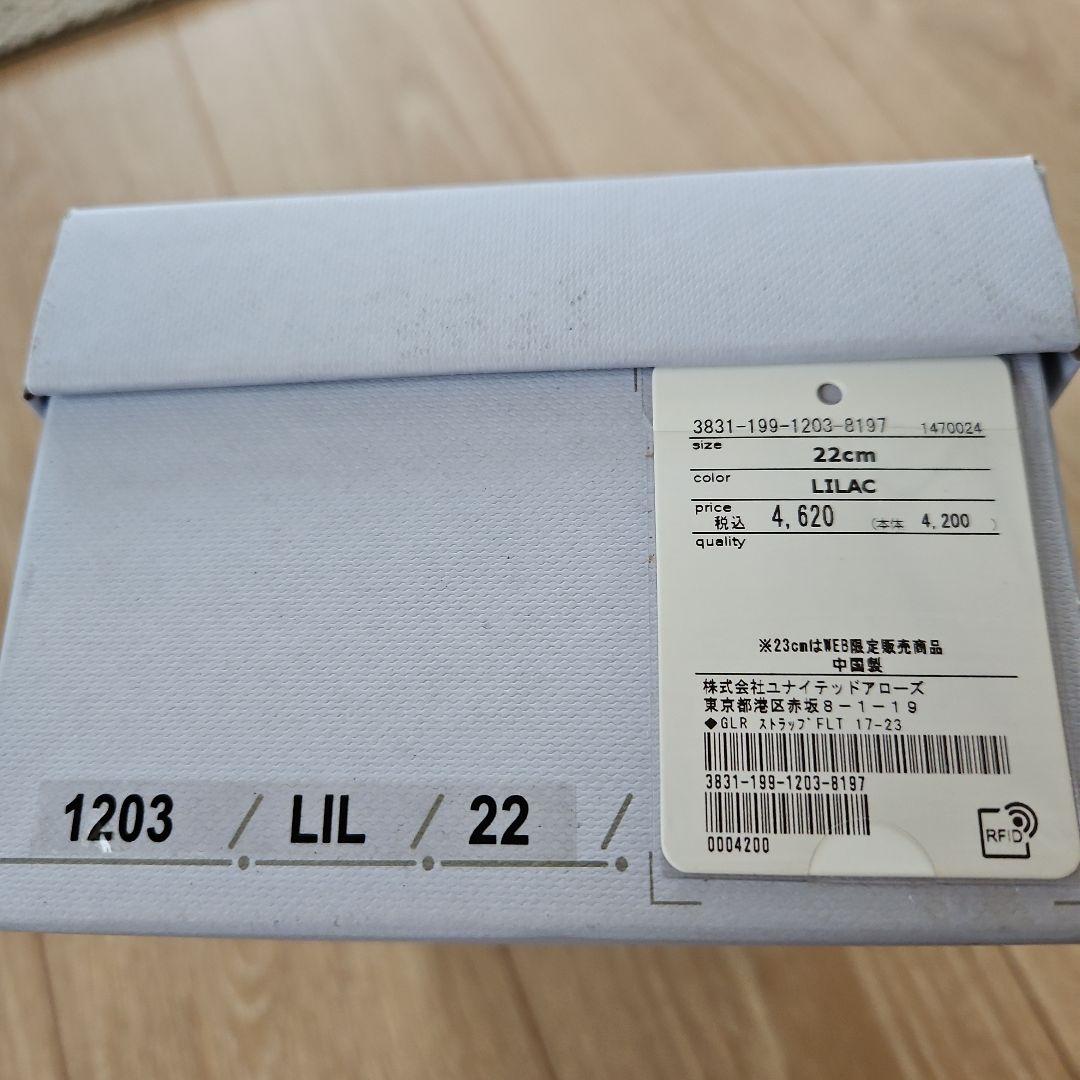 3831-199-1203-8197 1470024
size
22cm
color
LILAC
price
税込 4,620 (本体 4,200 )
quality
※23cmはWEB限定販売商品
中国製
株式会社ユナイテッドアローズ
東京都港区赤坂8-1-19
◆GLR ストラップFLT 17-23
3831-199-1203-8197
0004200
RFID
1203 / LIL / 22 /